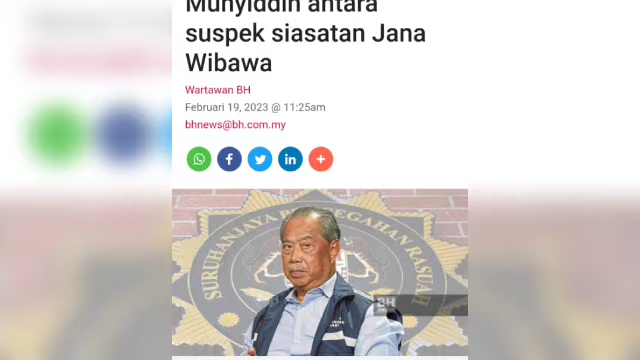 Muhyiddin antara
suspek siasatan Jana
Wibawa
Wartawan BH
Februari 19, 2023 @ 11:25am
bhnews@bh.com.my
SURUHANJAYA PENCEGAHAN RASUAH
BH